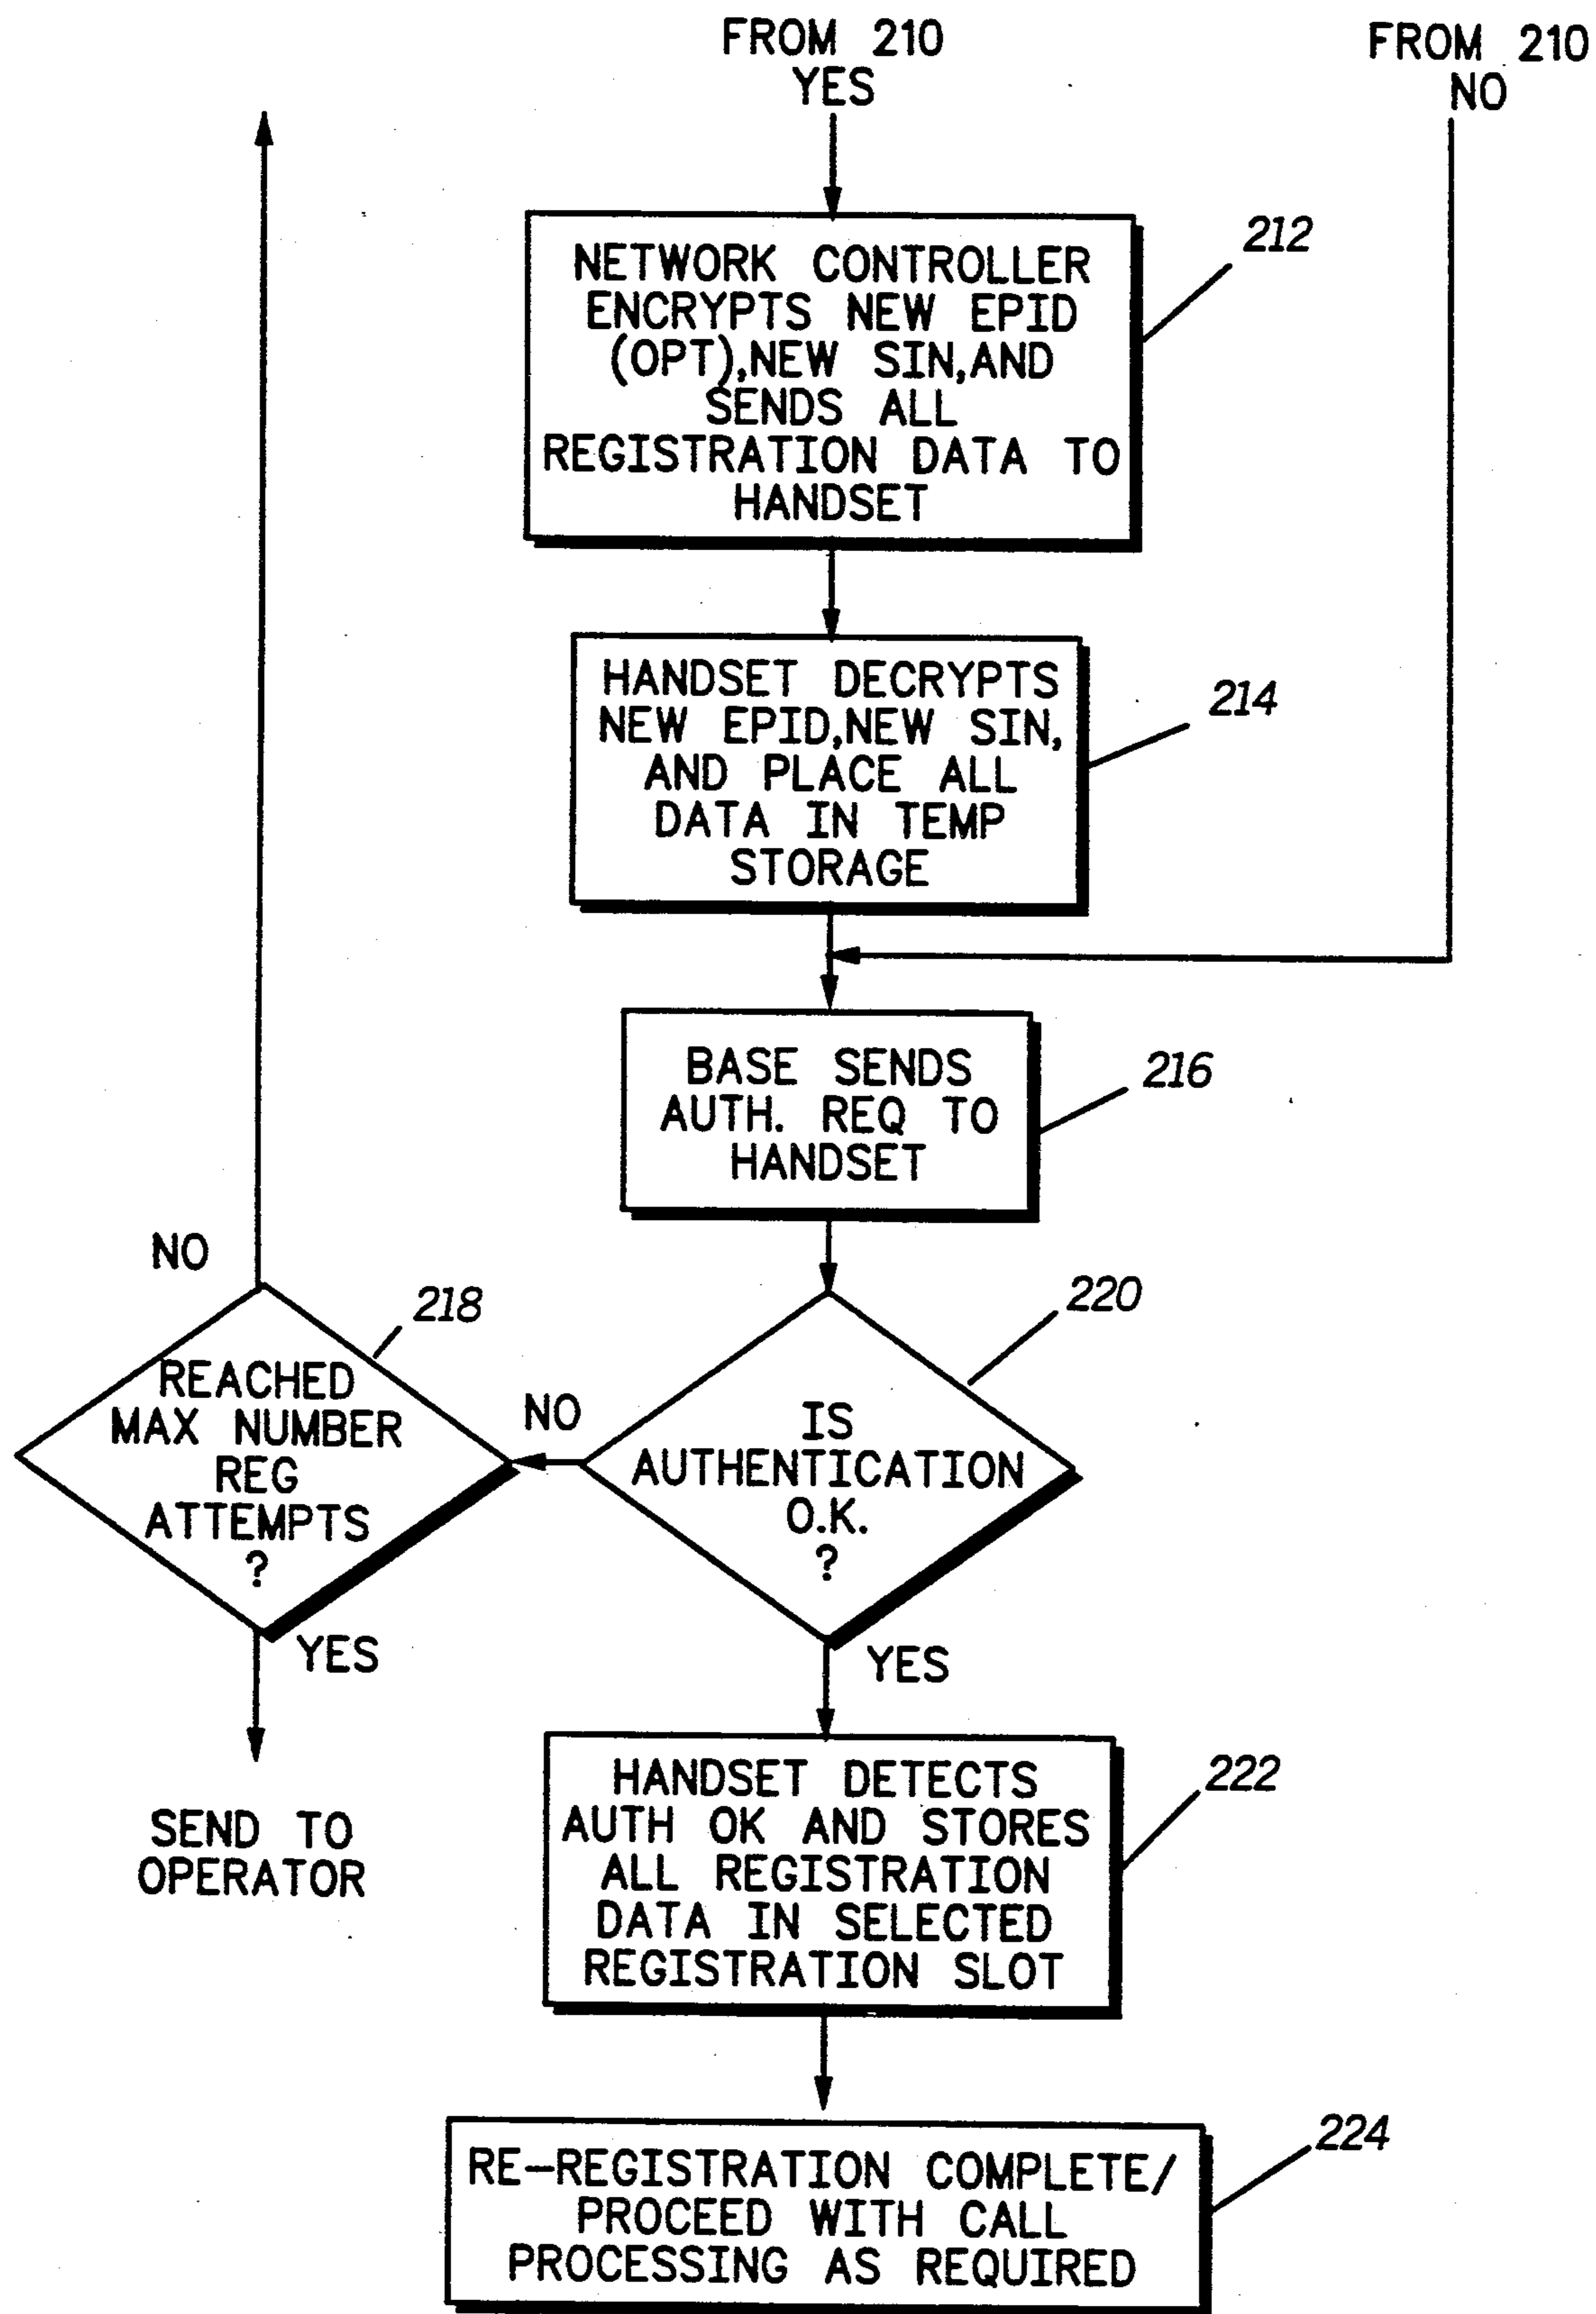 FROM 210
YES
FROM 210
NO
212
NETWORK CONTROLLER
ENCRYPTS NEW EPID
(OPT),NEW SIN,AND
SENDS ALL
REGISTRATION DATA TO
HANDSET
214
HANDSET DECRYPTS
NEW EPID,NEW SIN,
AND PLACE ALL
DATA IN TEMP
STORAGE
216
BASE SENDS
AUTH. REQ TO
HANDSET
NO
218
REACHED
MAX NUMBER
REG
ATTEMPTS
?
NO
220
IS
AUTHENTICATION
O.K.
?
YES
YES
SEND TO
OPERATOR
222
HANDSET DETECTS
AUTH OK AND STORES
ALL REGISTRATION
DATA IN SELECTED
REGISTRATION SLOT
224
RE-REGISTRATION COMPLETE/
PROCEED WITH CALL
PROCESSING AS REQUIRED